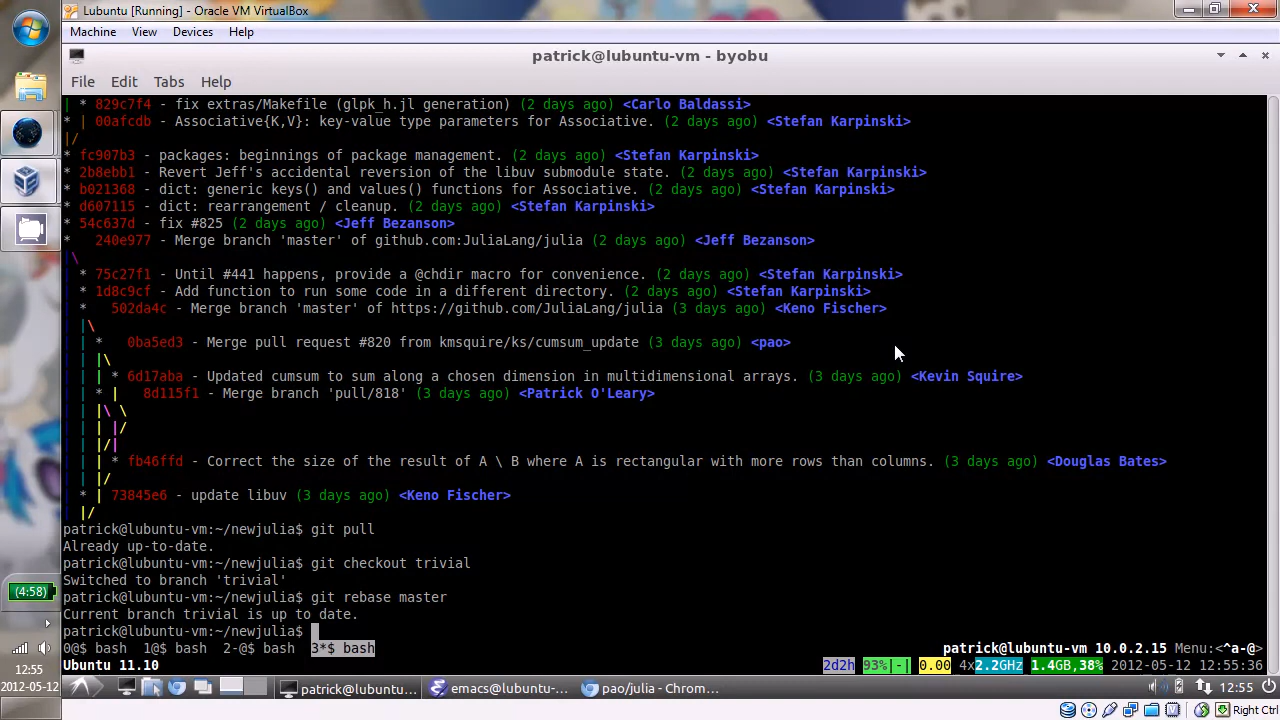 Lubuntu [Running] - Oracle VM VirtualBox
Machine View Devices Help
patrick@lubuntu-vm - byobu
File Edit Tabs Help
| * 829c7f4 - fix extras/Makefile (glpk_h.jl generation) (2 days ago) <Carlo Baldassi>
* | 00afcdb - Associative{K,V}: key-value type parameters for Associative. (2 days ago) <Stefan Karpinski>
|/
* fc907b3 - packages: beginnings of package management. (2 days ago) <Stefan Karpinski>
* 2b8ebb1 - Revert Jeff's accidental reversion of the libuv submodule state. (2 days ago) <Stefan Karpinski>
* b021368 - dict: generic keys() and values() functions for Associative. (2 days ago) <Stefan Karpinski>
* d607115 - dict: rearrangement / cleanup. (2 days ago) <Stefan Karpinski>
* 54c637d - fix #825 (2 days ago) <Jeff Bezanson>
*   240e977 - Merge branch 'master' of github.com:JuliaLang/julia (2 days ago) <Jeff Bezanson>
|\
| * 75c27f1 - Until #441 happens, provide a @chdir macro for convenience. (2 days ago) <Stefan Karpinski>
| * 1d8c9cf - Add function to run some code in a different directory. (2 days ago) <Stefan Karpinski>
| *   502da4c - Merge branch 'master' of https://github.com/JuliaLang/julia (3 days ago) <Keno Fischer>
| |\
| | *   0ba5ed3 - Merge pull request #820 from kmsquire/ks/cumsum_update (3 days ago) <pao>
| | |\
| | | * 6d17aba - Updated cumsum to sum along a chosen dimension in multidimensional arrays. (3 days ago) <Kevin Squire>
| | * |   8d115f1 - Merge branch 'pull/818' (3 days ago) <Patrick O'Leary>
| | |\ \
| | | |/
| | |/|
| | | * fb46ffd - Correct the size of the result of A \ B where A is rectangular with more rows than columns. (3 days ago) <Douglas Bates>
| | |/
| * | 73845e6 - update libuv (3 days ago) <Keno Fischer>
| |/
patrick@lubuntu-vm:~/newjulia$ git pull
Already up-to-date.
patrick@lubuntu-vm:~/newjulia$ git checkout trivial
Switched to branch 'trivial'
patrick@lubuntu-vm:~/newjulia$ git rebase master
Current branch trivial is up to date.
patrick@lubuntu-vm:~/newjulia$
0@$ bash 1@$ bash 2-@$ bash 3*$ bash patrick@lubuntu-vm 10.0.2.15 Menu:<^a-@>
Ubuntu 11.10 2d2h 93%|-| 0.00 4x2.2GHz 1.4GB,38% 2012-05-12 12:55:36
patrick@lubuntu... emacs@lubuntu-... pao/julia - Chrom... 12:55
Right Ctrl
(4:58)
12:55
2012-05-12